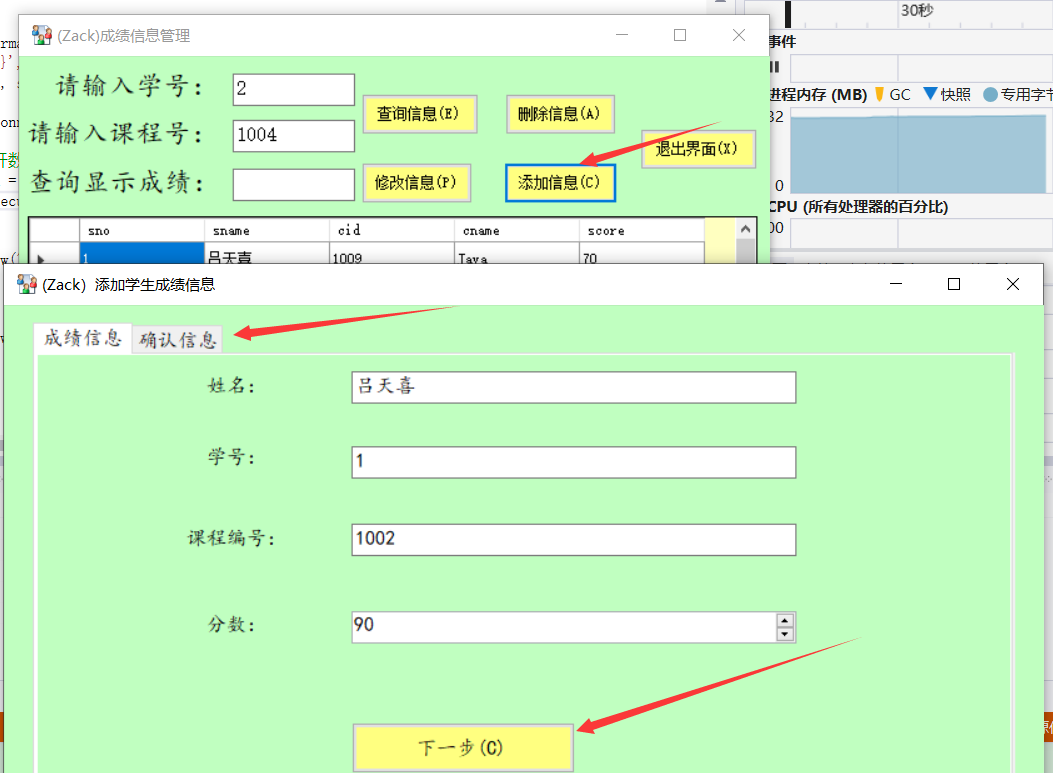 30秒
(Zack)成绩信息管理
事件
请输入学号： 2
查询信息(E) 删除信息(A)
进程内存 (MB) GC 快照 专用字节
请输入课程号： 1004
退出界面(X)
查询显示成绩：
修改信息(P) 添加信息(C)
0
CPU (所有处理器的百分比)
sno sname cid cname score
1 吕天喜 1009 Java 70
(Zack) 添加学生成绩信息
成绩信息 确认信息
姓名： 吕天喜
学号： 1
课程编号： 1002
分数： 90
下一步(C)